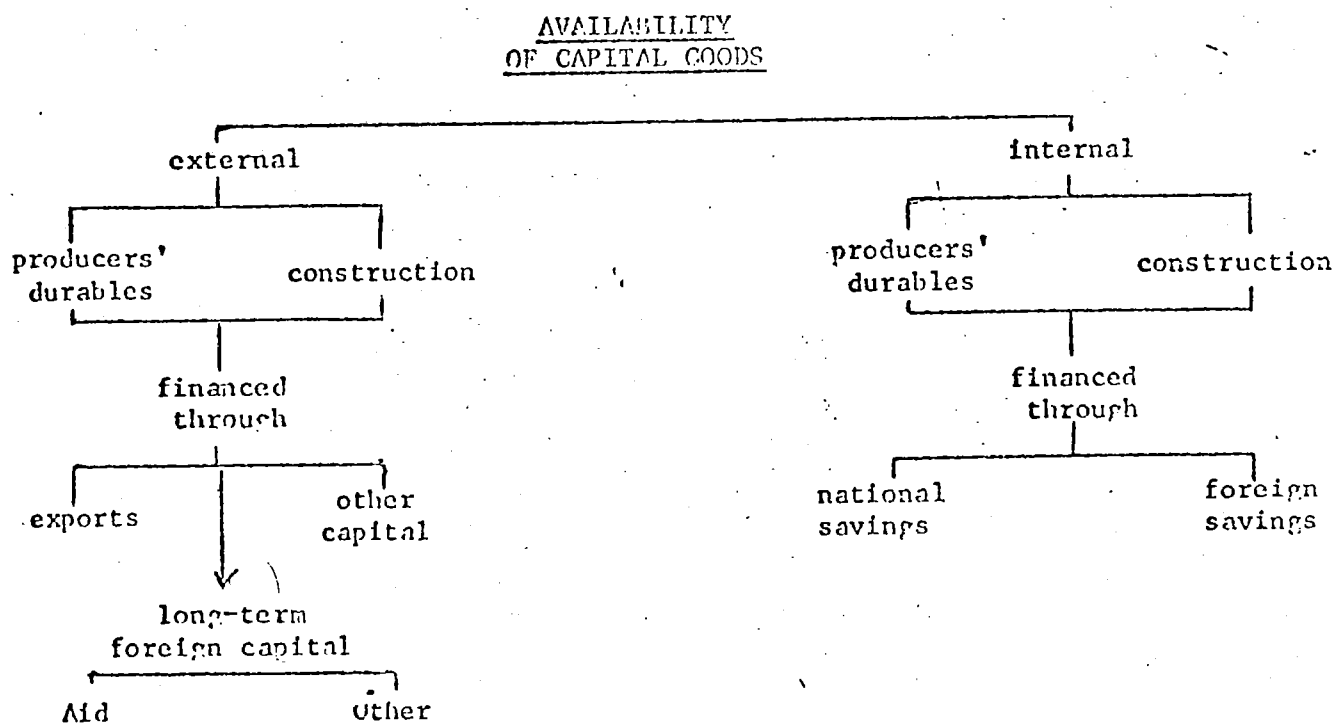 AVAILABILITY
OF CAPITAL GOODS
external
internal
producers'
durables
construction
producers'
durables
construction
financed
through
financed
through
exports
other
capital
national
savings
foreign
savings
long-term
foreign capital
Aid
Other